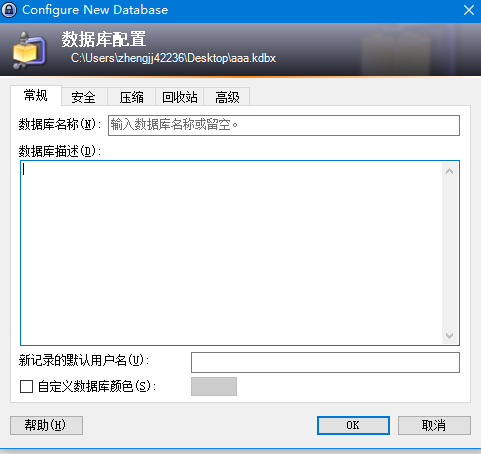 Configure New Database
数据库配置
C:\Users\zhengjj42236\Desktop\aaa.kdbx
常规 安全 压缩 回收站 高级
数据库名称(N): 输入数据库名称或留空。
数据库描述(D):
新记录的默认用户名(U):
自定义数据库颜色(S):
帮助(H) OK 取消